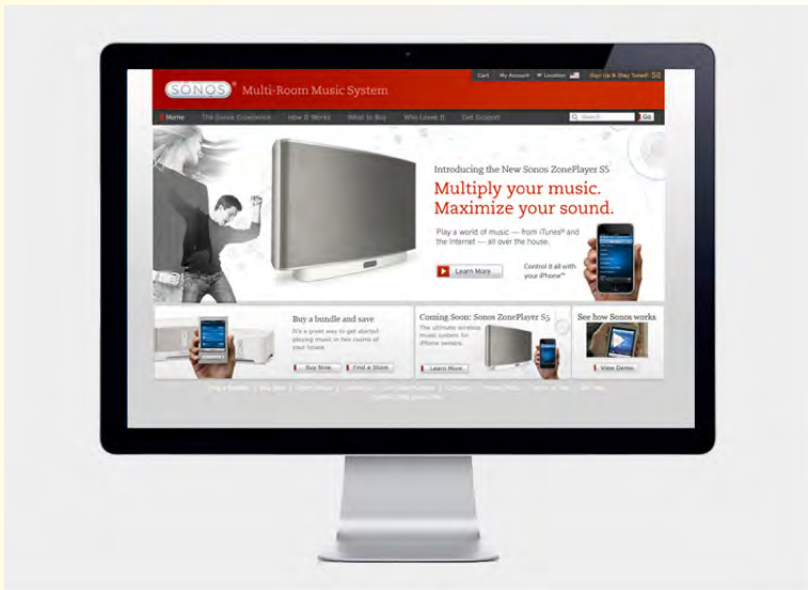 Cart | My Account | Location | Sign Up & Stay Tuned!
SONOS® Multi-Room Music System
Home The Sonos Experience How It Works What to Buy Who Loves It Get Support Search Go
Introducing the New Sonos ZonePlayer S5
Multiply your music.
Maximize your sound.
Play a world of music — from iTunes® and
the Internet — all over the house.
Learn More
Control it all with
your iPhone™
Buy a bundle and save
It's a great way to get started
playing music in two rooms of
your house.
Buy Now Find a Store
Coming Soon: Sonos ZonePlayer S5
The ultimate wireless
music system for
iPhone owners.
Learn More
See how Sonos works
View Demo